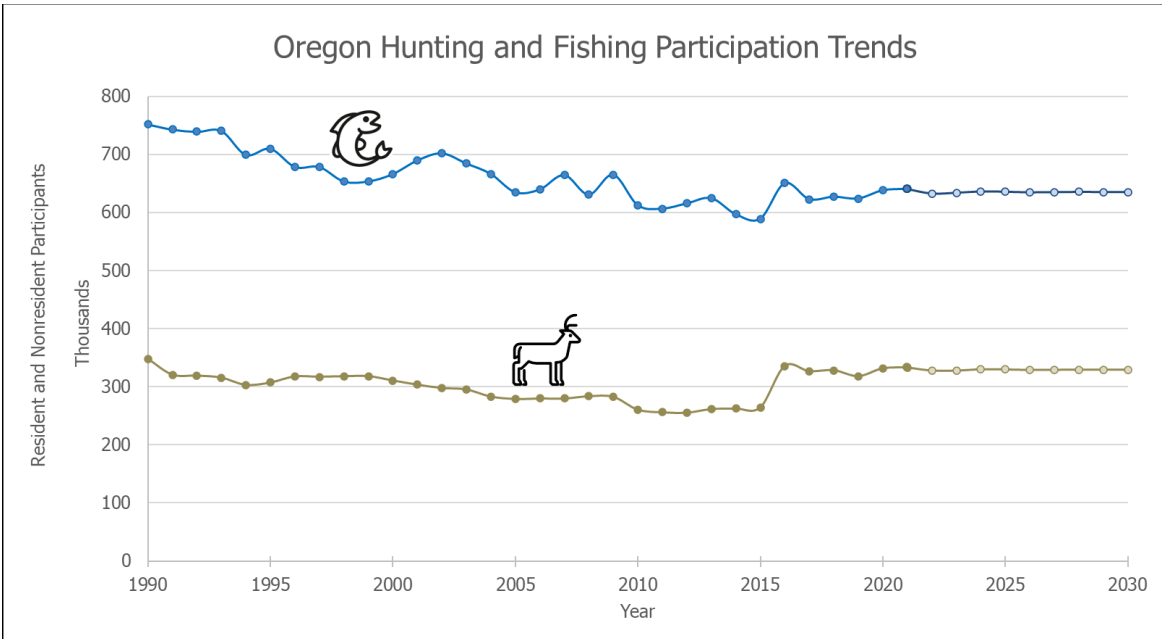 Oregon Hunting and Fishing Participation Trends
Resident and Nonresident Participants
Thousands
800
700
600
500
400
300
200
100
0
1990 1995 2000 2005 2010 2015 2020 2025 2030
Year